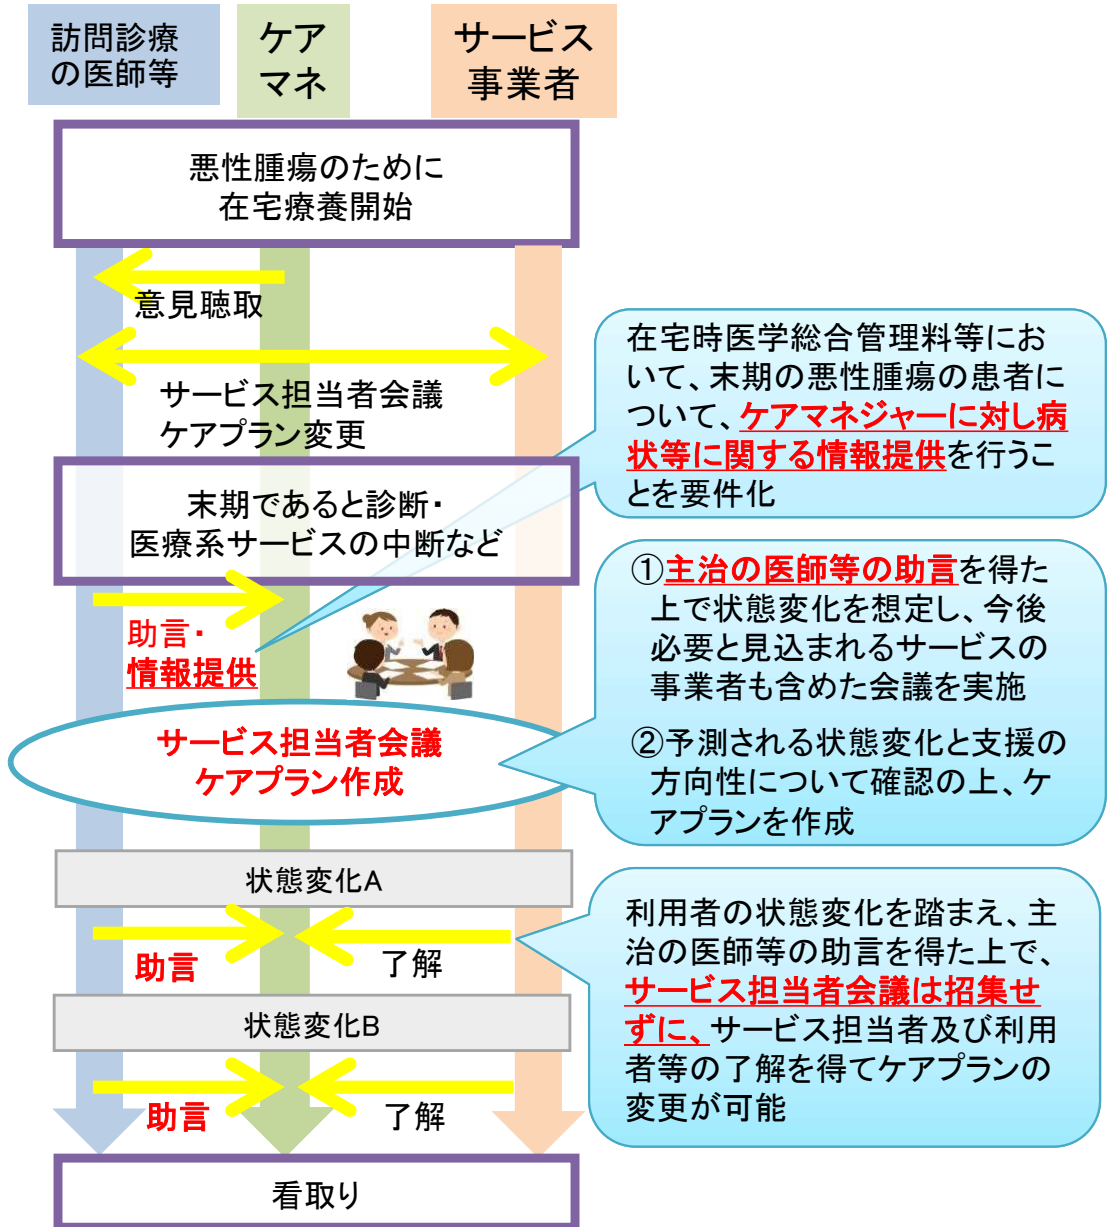 訪問診療
の医師等
ケア
マネ
サービス
事業者
悪性腫瘍のために
在宅療養開始
意見聴取
サービス担当者会議
ケアプラン変更
在宅時医学総合管理料等にお
いて、末期の悪性腫瘍の患者に
ついて、ケアマネジャーに対し病
状等に関する情報提供を行うこ
とを要件化
末期であると診断・
医療系サービスの中断など
助言・
情報提供
①主治の医師等の助言を得た
上で状態変化を想定し、今後
必要と見込まれるサービスの
事業者も含めた会議を実施
②予測される状態変化と支援の
方向性について確認の上、ケ
アプランを作成
サービス担当者会議
ケアプラン作成
状態変化A
助言
了解
利用者の状態変化を踏まえ、主
治の医師等の助言を得た上で、
サービス担当者会議は招集せ
ずに、サービス担当者及び利用
者等の了解を得てケアプランの
変更が可能
状態変化B
助言
了解
看取り